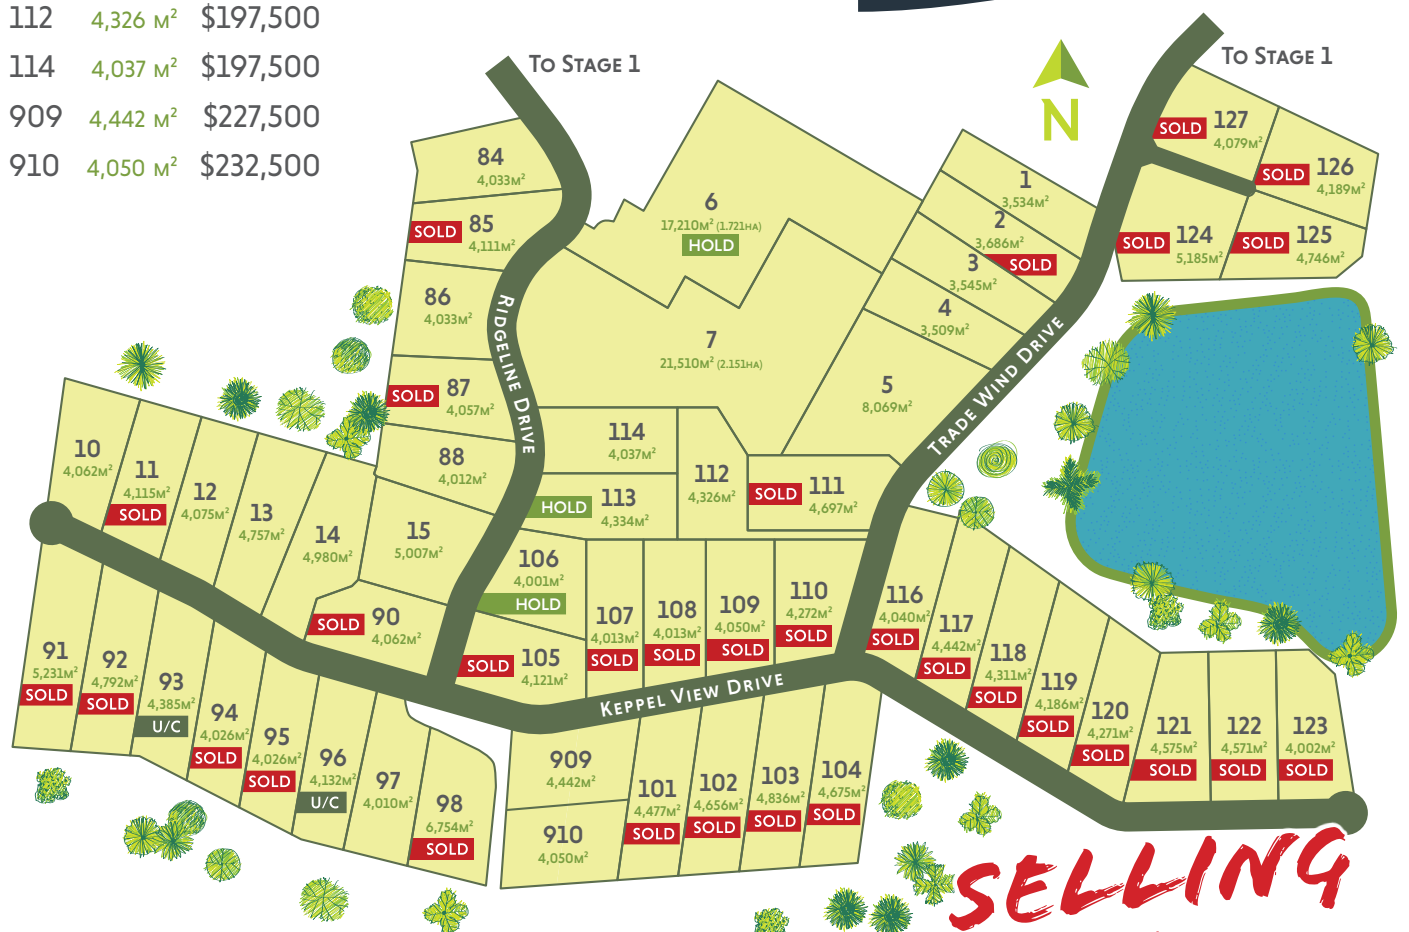 112 4,326 M² $197,500
114 4,037 M² $197,500
909 4,442 M² $227,500
910 4,050 M² $232,500
To Stage 1
To Stage 1
N
84
4,033M²
SOLD 85
4,111M²
86
4,033M²
SOLD 87
4,057M²
88
4,012M²
Ridgeline Drive
6
17,210M² (1.721HA)
HOLD
7
21,510M² (2.151HA)
1
3,534M²
2
3,686M²
SOLD
3
3,545M²
4
3,509M²
5
8,069M²
Trade Wind Drive
SOLD 127
4,079M²
SOLD 126
4,189M²
SOLD 124
5,185M²
SOLD 125
4,746M²
10
4,062M²
11
4,115M²
SOLD
12
4,075M²
13
4,757M²
14
4,980M²
15
5,007M²
SOLD 90
4,062M²
114
4,037M²
HOLD 113
4,334M²
112
4,326M²
SOLD 111
4,697M²
106
4,001M²
HOLD
SOLD 105
4,121M²
107
4,013M²
SOLD
108
4,013M²
SOLD
109
4,050M²
SOLD
110
4,272M²
SOLD
116
4,040M²
SOLD
117
4,442M²
SOLD
118
4,311M²
SOLD
119
4,186M²
SOLD
120
4,271M²
SOLD
121
4,575M²
SOLD
122
4,571M²
SOLD
123
4,002M²
SOLD
Keppel View Drive
91
5,231M²
SOLD
92
4,792M²
SOLD
93
4,385M²
U/C
94
4,026M²
SOLD
95
4,026M²
SOLD
96
4,132M²
U/C
97
4,010M²
98
6,754M²
SOLD
909
4,442M²
910
4,050M²
101
4,477M²
SOLD
102
4,656M²
SOLD
103
4,836M²
SOLD
104
4,675M²
SOLD
SELLING